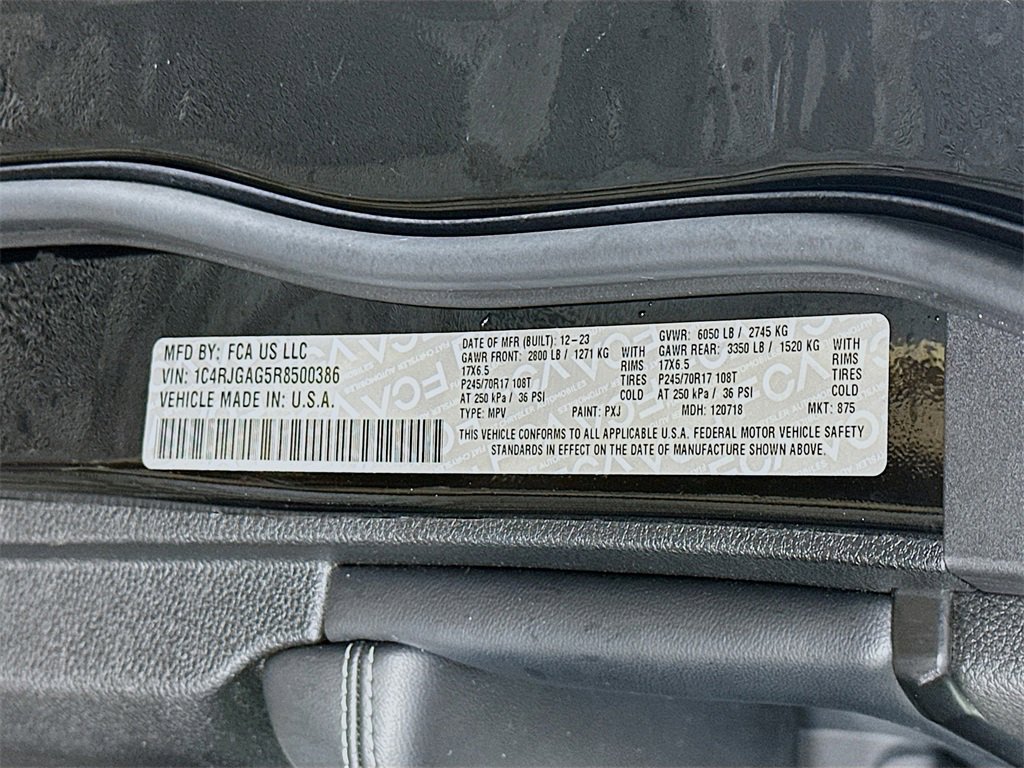 MFD BY: FCA US LLC
VIN: 1C4RJGAG5R8500386
VEHICLE MADE IN: U.S.A.
DATE OF MFR (BUILT): 12-23 GVWR: 6050 LB / 2745 KG
GAWR FRONT: 2800 LB / 1271 KG WITH GAWR REAR: 3350 LB / 1520 KG WITH
17X6.5 RIMS 17X6.5 RIMS
P245/70R17 108T TIRES P245/70R17 108T TIRES
AT 250 kPa / 36 PSI COLD AT 250 kPa / 36 PSI COLD
TYPE: MPV PAINT: PXJ MDH: 120718 MKT: 875
THIS VEHICLE CONFORMS TO ALL APPLICABLE U.S.A. FEDERAL MOTOR VEHICLE SAFETY
STANDARDS IN EFFECT ON THE DATE OF MANUFACTURE SHOWN ABOVE.